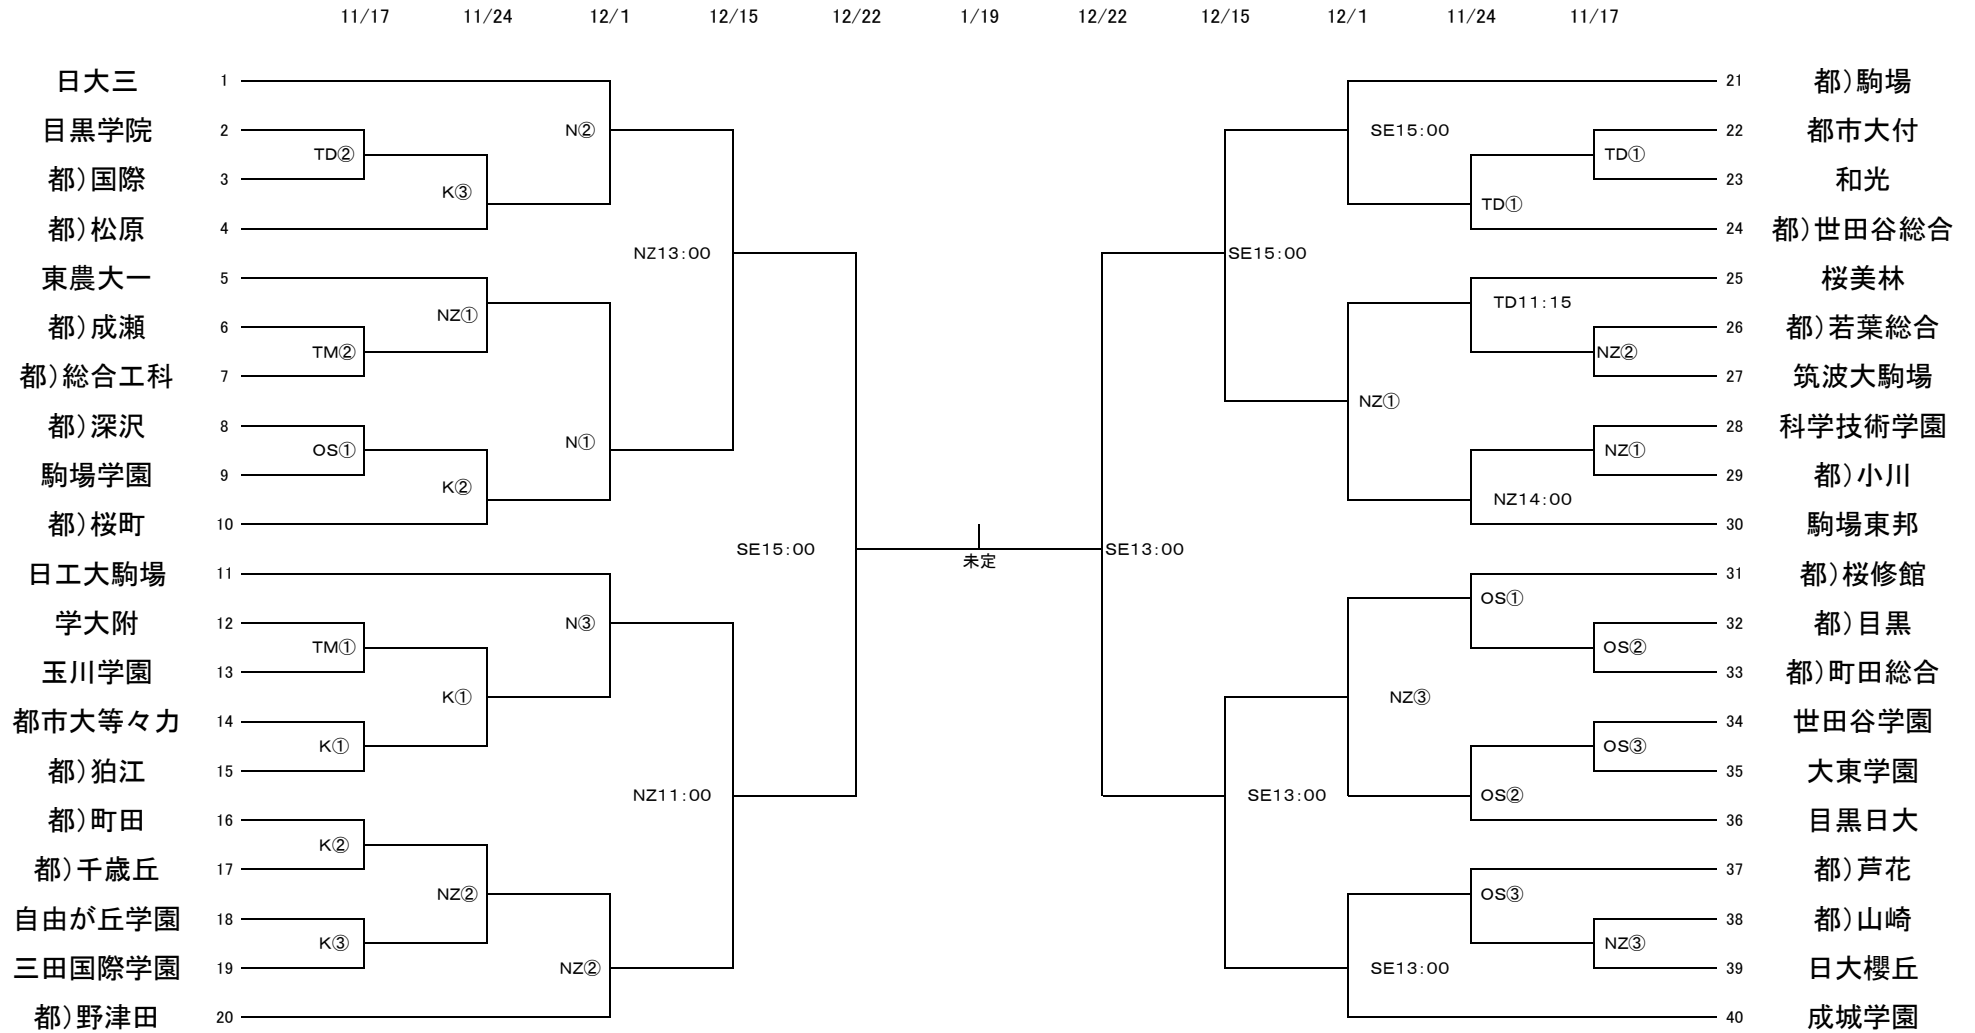 11/17 11/24 12/1 12/15 12/22 1/19 12/22 12/15 12/1 11/24 11/17
日大三 1 21 都)駒場
目黒学院 2 N② SE15:00 22 都市大付
TD② TD①
都)国際 3 23 和光
K③
TD①
都)松原 4 24 都)世田谷総合
NZ13:00 SE15:00
東農大一 5 25 桜美林
TD11:15
NZ①
都)成瀬 6 26 都)若葉総合
TM② NZ②
都)総合工科 7 27 筑波大駒場
NZ①
都)深沢 8 28 科学技術学園
N①
OS① NZ①
駒場学園 9 29 都)小川
K②
NZ14:00
都)桜町 10 30 駒場東邦
SE15:00 SE13:00
未定
日工大駒場 11 31 都)桜修館
OS①
学大附 12 N③ 32 都)目黒
TM① OS②
玉川学園 13 33 都)町田総合
K① NZ③
都市大等々力 14 34 世田谷学園
K① OS③
都)狛江 15 35 大東学園
NZ11:00 SE13:00 OS②
都)町田 16 36 目黒日大
K②
都)千歳丘 17 37 都)芦花
NZ② OS③
自由が丘学園 18 38 都)山崎
K③ NZ③
三田国際学園 19 NZ② SE13:00 39 日大櫻丘
都)野津田 20 40 成城学園